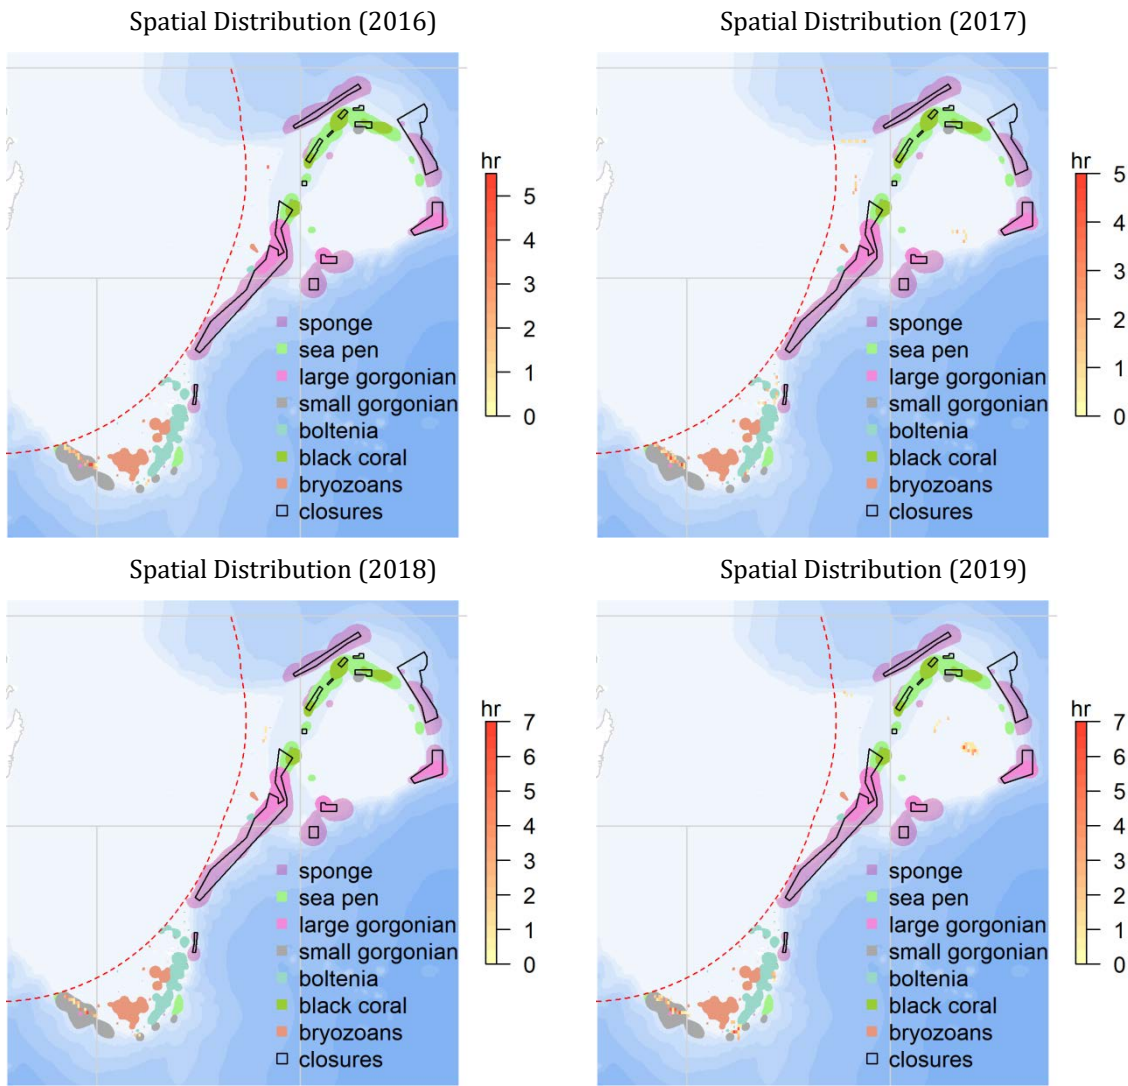 Spatial Distribution (2016)
hr
5
4
3
2
1
0
sponge
sea pen
large gorgonian
small gorgonian
boltenia
black coral
bryozoans
closures
Spatial Distribution (2017)
hr
5
4
3
2
1
0
sponge
sea pen
large gorgonian
small gorgonian
boltenia
black coral
bryozoans
closures
Spatial Distribution (2018)
hr
7
6
5
4
3
2
1
0
sponge
sea pen
large gorgonian
small gorgonian
boltenia
black coral
bryozoans
closures
Spatial Distribution (2019)
hr
7
6
5
4
3
2
1
0
sponge
sea pen
large gorgonian
small gorgonian
boltenia
black coral
bryozoans
closures